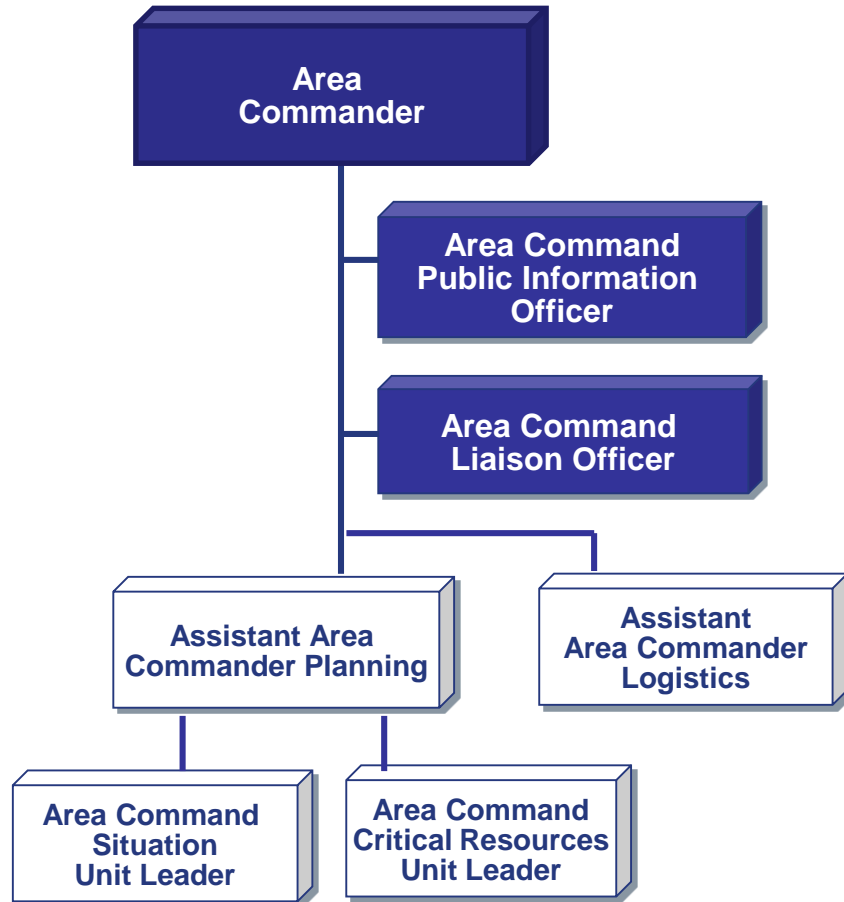 Area
Commander
Area Command
Public Information
Officer
Area Command
Liaison Officer
Assistant Area
Commander Planning
Assistant
Area Commander
Logistics
Area Command
Situation
Unit Leader
Area Command
Critical Resources
Unit Leader